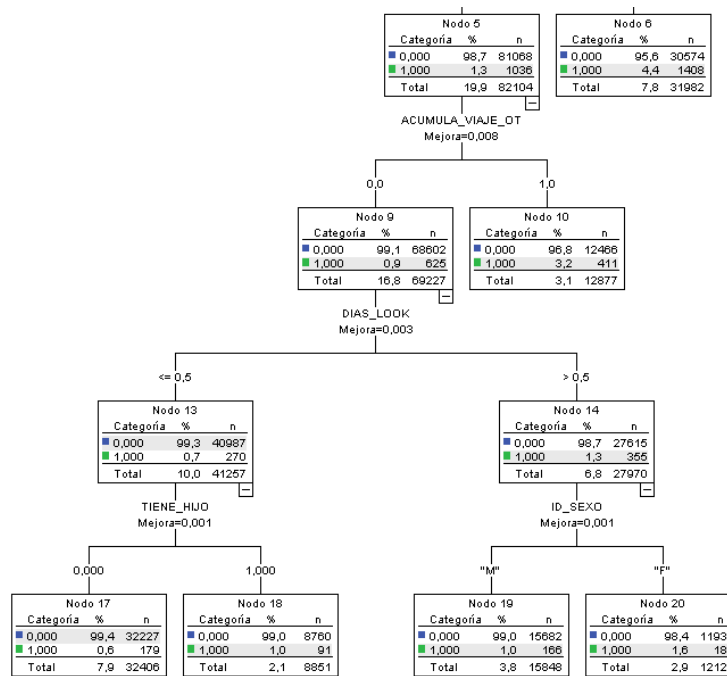 Nodo 5
Categoría % n
0,000 98,7 81068
1,000 1,3 1036
Total 19,9 82104
Nodo 6
Categoría % n
0,000 95,6 30574
1,000 4,4 1408
Total 7,8 31982
ACUMULA_VIAJE_OT
Mejora=0,008
0,0
1,0
Nodo 9
Categoría % n
0,000 99,1 68602
1,000 0,9 625
Total 16,8 69227
Nodo 10
Categoría % n
0,000 96,8 12466
1,000 3,2 411
Total 3,1 12877
DIAS_LOOK
Mejora=0,003
<= 0,5
> 0,5
Nodo 13
Categoría % n
0,000 99,3 40987
1,000 0,7 270
Total 10,0 41257
Nodo 14
Categoría % n
0,000 98,7 27615
1,000 1,3 355
Total 6,8 27970
TIENE_HIJO
Mejora=0,001
ID_SEXO
Mejora=0,001
0,000
1,000
"M"
"F"
Nodo 17
Categoría % n
0,000 99,4 32227
1,000 0,6 179
Total 7,9 32406
Nodo 18
Categoría % n
0,000 99,0 8760
1,000 1,0 91
Total 2,1 8851
Nodo 19
Categoría % n
0,000 99,0 15682
1,000 1,0 166
Total 3,8 15848
Nodo 20
Categoría % n
0,000 98,4 1193
1,000 1,6 18
Total 2,9 1212